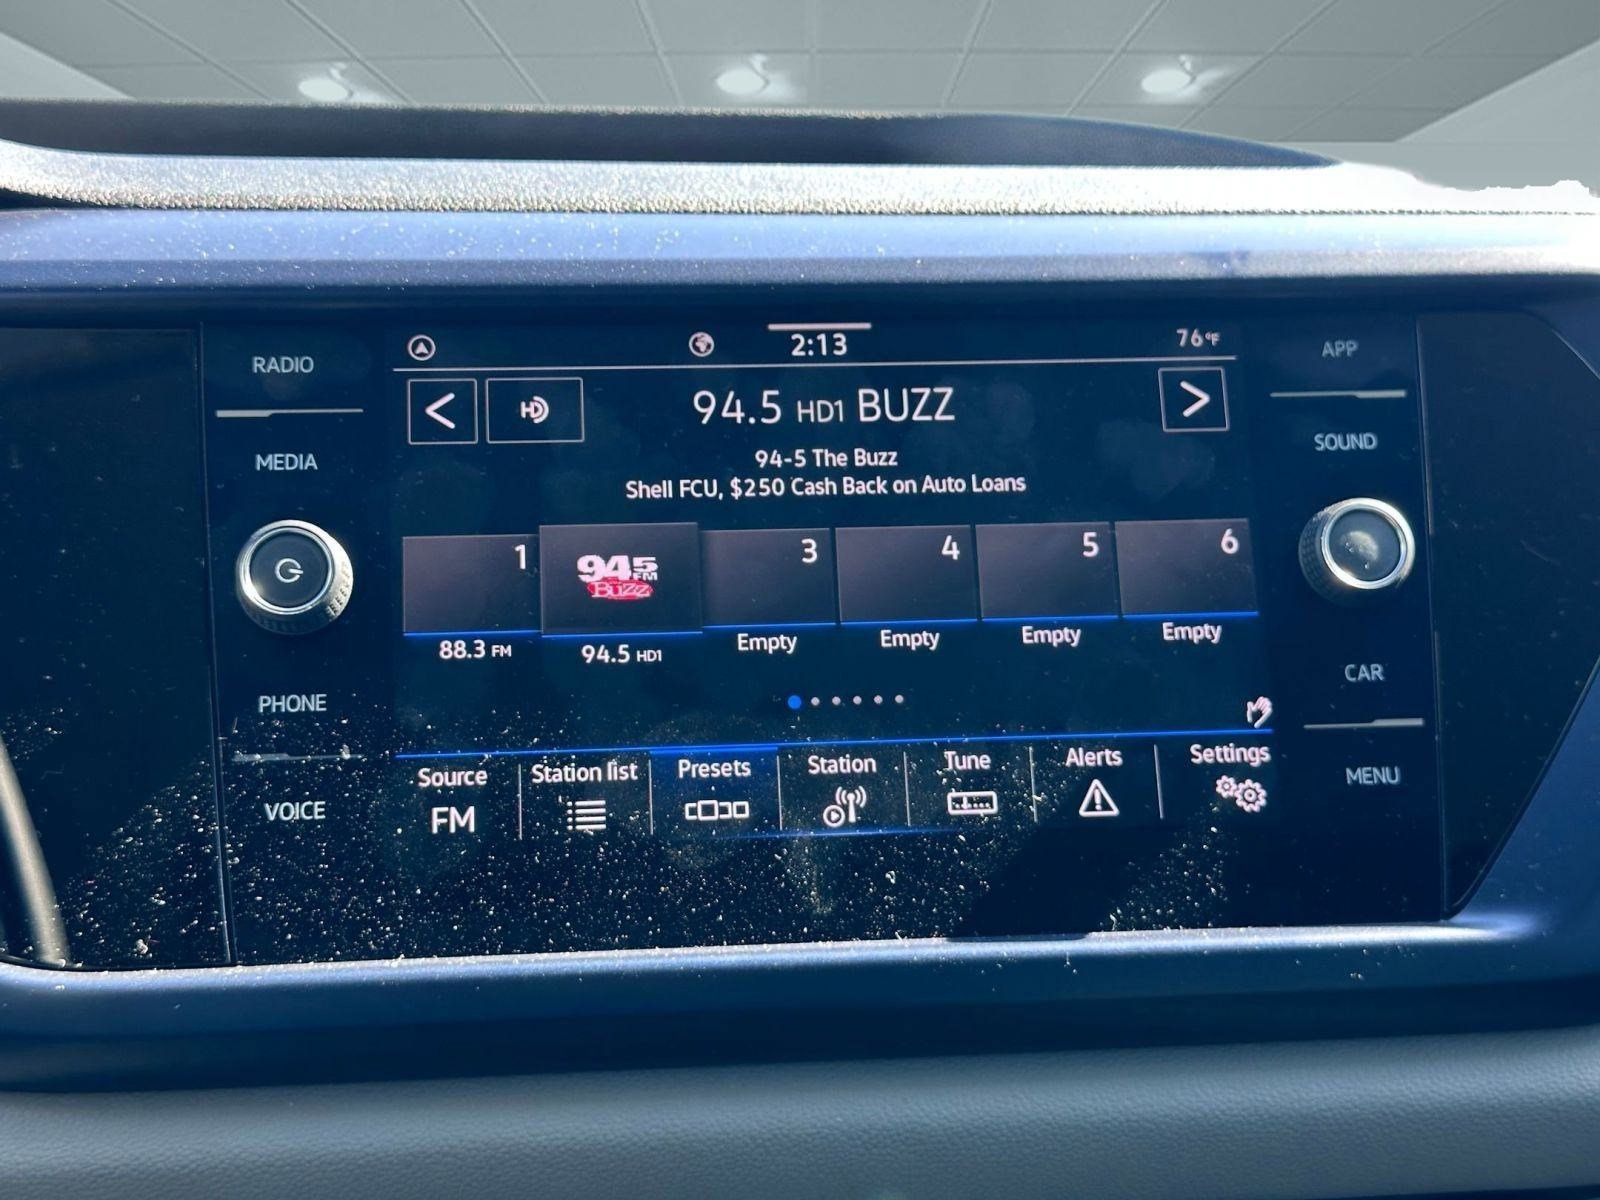 2:13
76°F
RADIO
MEDIA
PHONE
VOICE
HD
94.5 HD1 BUZZ
94-5 The Buzz
Shell FCU, $250 Cash Back on Auto Loans
1
88.3 FM
945 FM
BUZZ
94.5 HD1
3
Empty
4
Empty
5
Empty
6
Empty
Source
FM
Station list
Presets
Station
Tune
Alerts
Settings
APP
SOUND
CAR
MENU